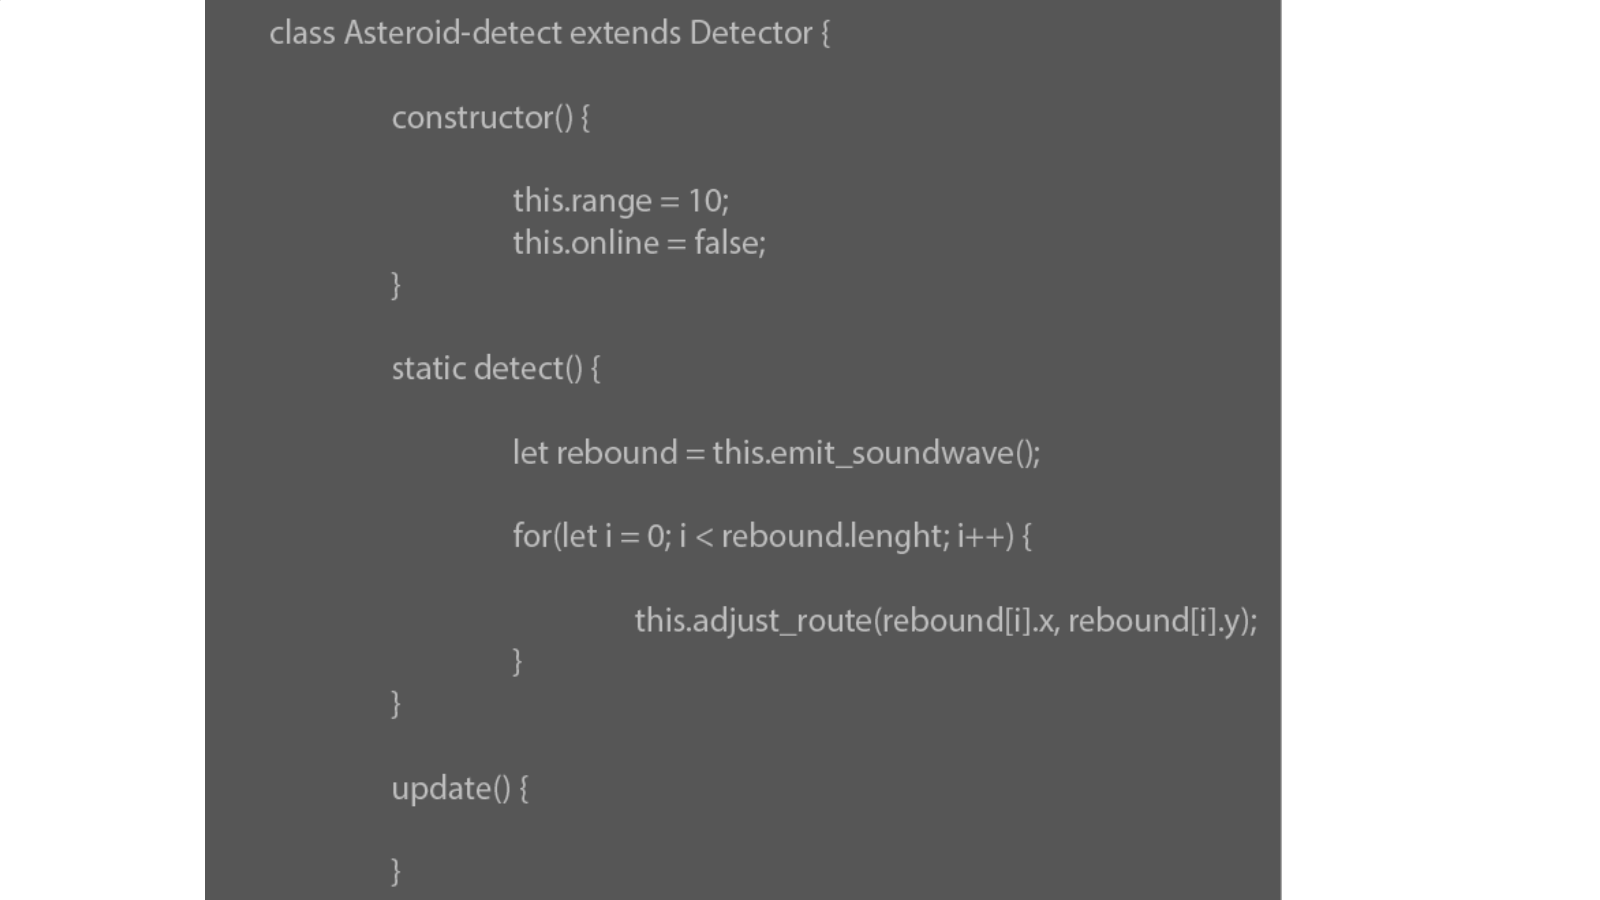 class Asteroid-detect extends Detector {
constructor() {
this.range = 10;
this.online = false;
}
static detect() {
let rebound = this.emit_soundwave();
for(let i = 0; i < rebound.lenght; i++) {
this.adjust_route(rebound[i].x, rebound[i].y);
}
}
update() {
}